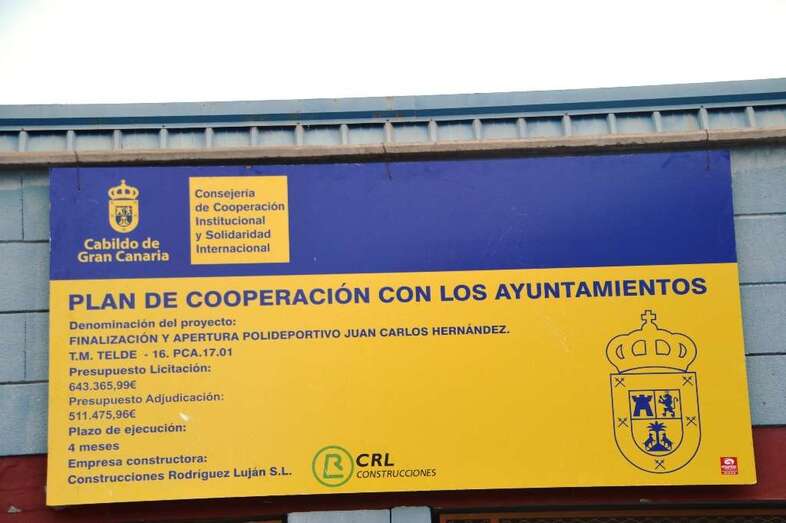 Cabildo de
Gran Canaria
Consejería
de Cooperación
Institucional
y Solidaridad
Internacional
PLAN DE COOPERACIÓN CON LOS AYUNTAMIENTOS
Denominación del proyecto:
FINALIZACIÓN Y APERTURA POLIDEPORTIVO JUAN CARLOS HERNÁNDEZ.
T.M. TELDE - 16. PCA.17.01
Presupuesto Licitación:
643.365,99€
Presupuesto Adjudicación:
511.475,96€
Plazo de ejecución:
4 meses
Empresa constructora:
Construcciones Rodríguez Luján S.L.
CRL
CONSTRUCCIONES